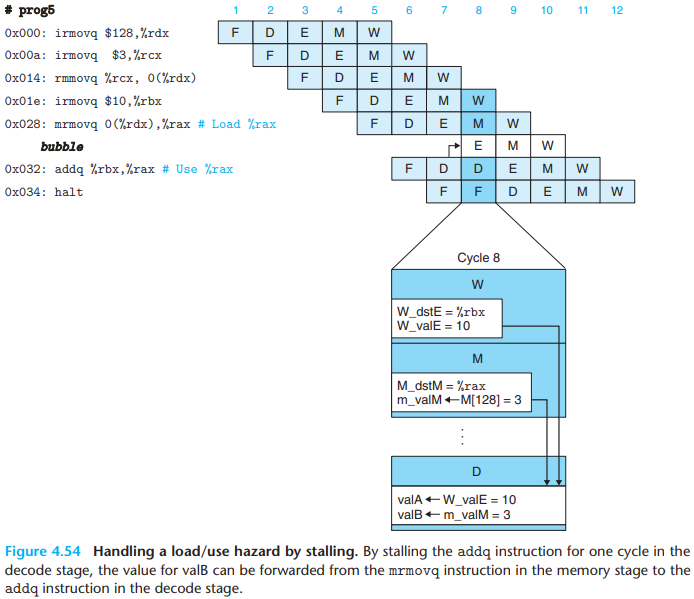 # prog5 1 2 3 4 5 6 7 8 9 10 11 12
0x000: irmovq $128,%rdx F D E M W
0x00a: irmovq $3,%rcx F D E M W
0x014: rmmovq %rcx, 0(%rdx) F D E M W
0x01e: irmovq $10,%rbx F D E M W
0x028: mrmovq 0(%rdx),%rax # Load %rax F D E M W
bubble E M W
0x032: addq %rbx,%rax # Use %rax F D D E M W
0x034: halt F F D E M W
Cycle 8
W
W_dstE = %rbx
W_valE = 10
M
M_dstM = %rax
m_valM ← M[128] = 3
⋮
D
valA ← W_valE = 10
valB ← m_valM = 3
Figure 4.54 Handling a load/use hazard by stalling. By stalling the addq instruction for one cycle in the
decode stage, the value for valB can be forwarded from the mrmovq instruction in the memory stage to the
addq instruction in the decode stage.